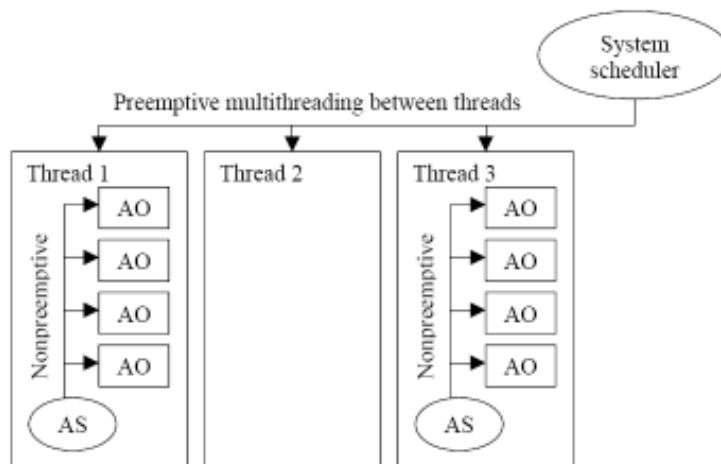 System
scheduler
Preemptive multithreading between threads
Thread 1
Thread 2
Thread 3
Nonpreemptive
AO
AO
AO
AO
AS
Nonpreemptive
AO
AO
AO
AO
AS